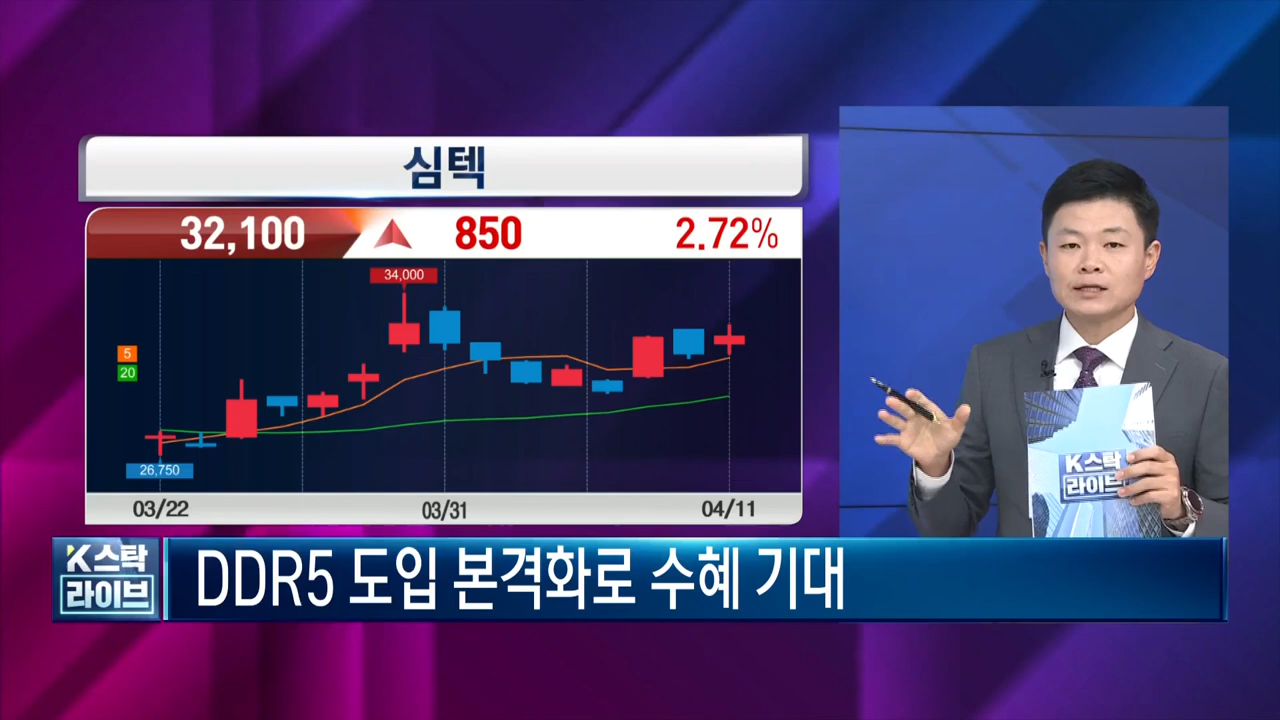 심텍
32,100 850 2.72%
34,000
5
20
26,750
03/22 03/31 04/11
K스탁
라이브
K스탁
라이브
DDR5 도입 본격화로 수혜 기대